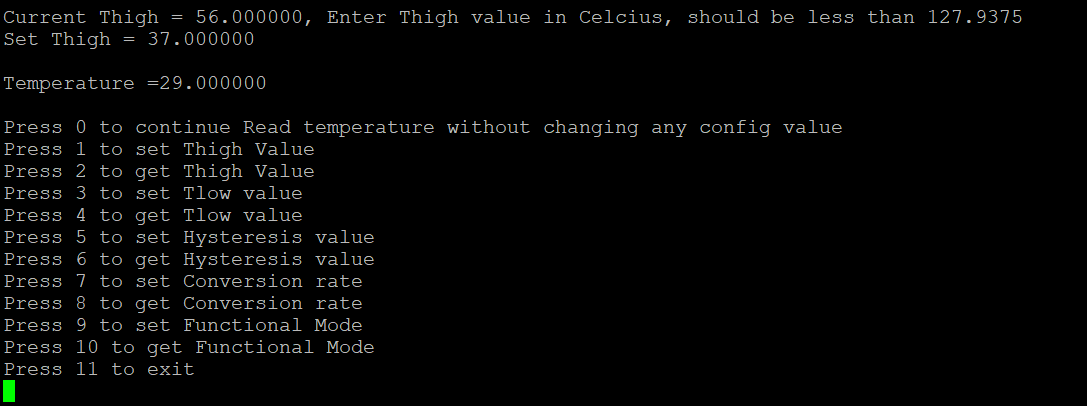 Current Thigh = 56.000000, Enter Thigh value in Celcius, should be less than 127.9375
Set Thigh = 37.000000
Temperature =29.000000
Press 0 to continue Read temperature without changing any config value
Press 1 to set Thigh Value
Press 2 to get Thigh Value
Press 3 to set Tlow value
Press 4 to get Tlow value
Press 5 to set Hysteresis value
Press 6 to get Hysteresis value
Press 7 to set Conversion rate
Press 8 to get Conversion rate
Press 9 to set Functional Mode
Press 10 to get Functional Mode
Press 11 to exit